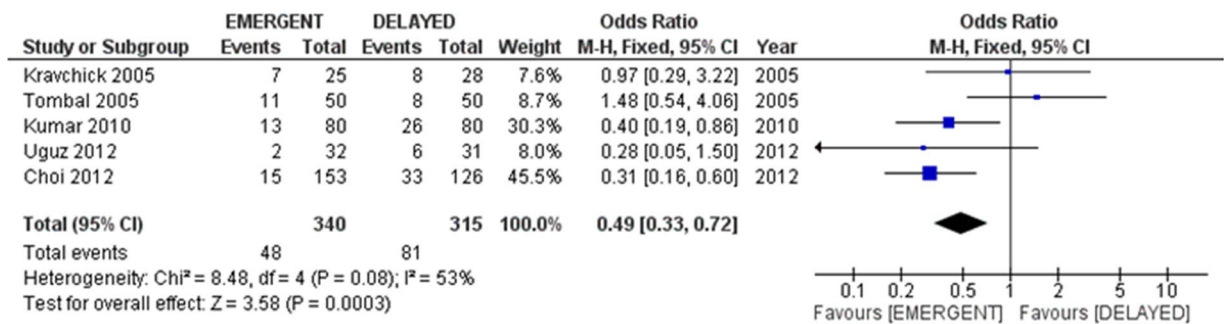 EMERGENT DELAYED Odds Ratio Odds Ratio
Study or Subgroup Events Total Events Total Weight M-H, Fixed, 95% CI Year M-H, Fixed, 95% CI
Kravchick 2005 7 25 8 28 7.6% 0.97 [0.29, 3.22] 2005
Tombal 2005 11 50 8 50 8.7% 1.48 [0.54, 4.06] 2005
Kumar 2010 13 80 26 80 30.3% 0.40 [0.19, 0.86] 2010
Uguz 2012 2 32 6 31 8.0% 0.28 [0.05, 1.50] 2012
Choi 2012 15 153 33 126 45.5% 0.31 [0.16, 0.60] 2012
Total (95% CI) 340 315 100.0% 0.49 [0.33, 0.72]
Total events 48 81
Heterogeneity: Chi² = 8.48, df = 4 (P = 0.08); I² = 53%
Test for overall effect: Z = 3.58 (P = 0.0003)
0.1 0.2 0.5 1 2 5 10
Favours [EMERGENT] Favours [DELAYED]